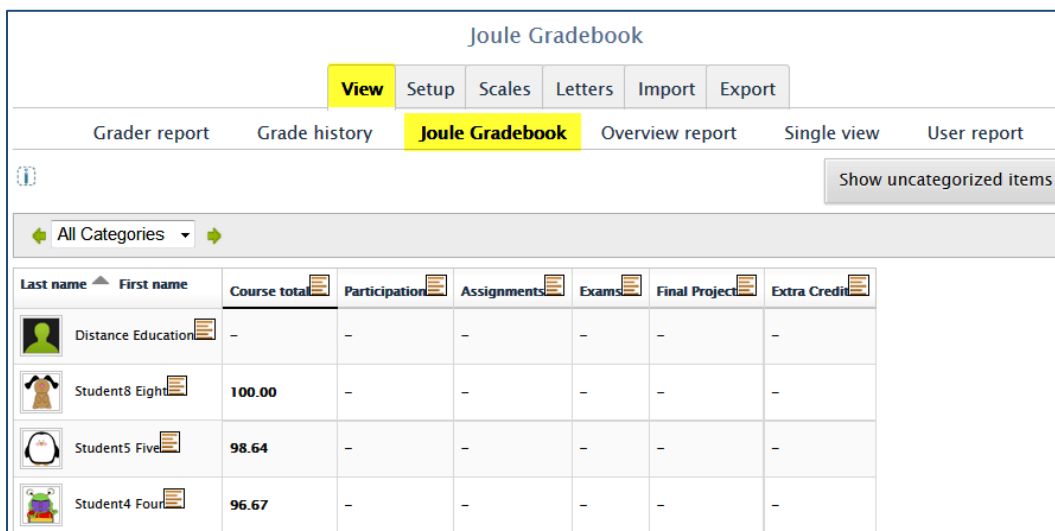 Joule Gradebook
View Setup Scales Letters Import Export
Grader report Grade history Joule Gradebook Overview report Single view User report
Show uncategorized items
All Categories
Last name First name Course total Participation Assignments Exams Final Project Extra Credit
Distance Education – – – – – –
Student8 Eight 100.00 – – – – –
Student5 Five 98.64 – – – – –
Student4 Four 96.67 – – – – –